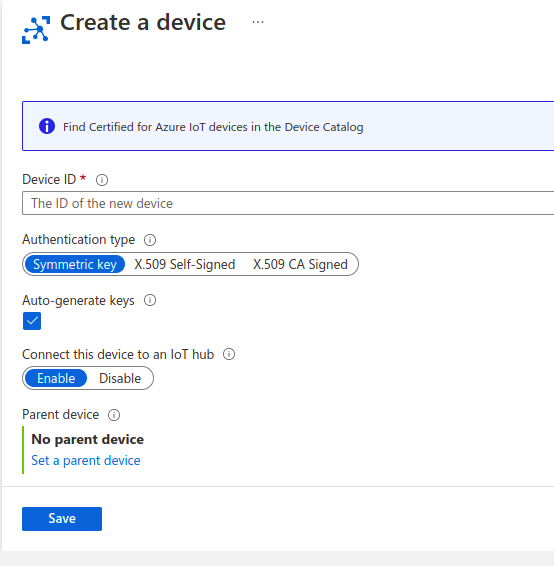 Create a device ...
Find Certified for Azure IoT devices in the Device Catalog
Device ID *
The ID of the new device
Authentication type
Symmetric key X.509 Self-Signed X.509 CA Signed
Auto-generate keys
Connect this device to an IoT hub
Enable Disable
Parent device
No parent device
Set a parent device
Save